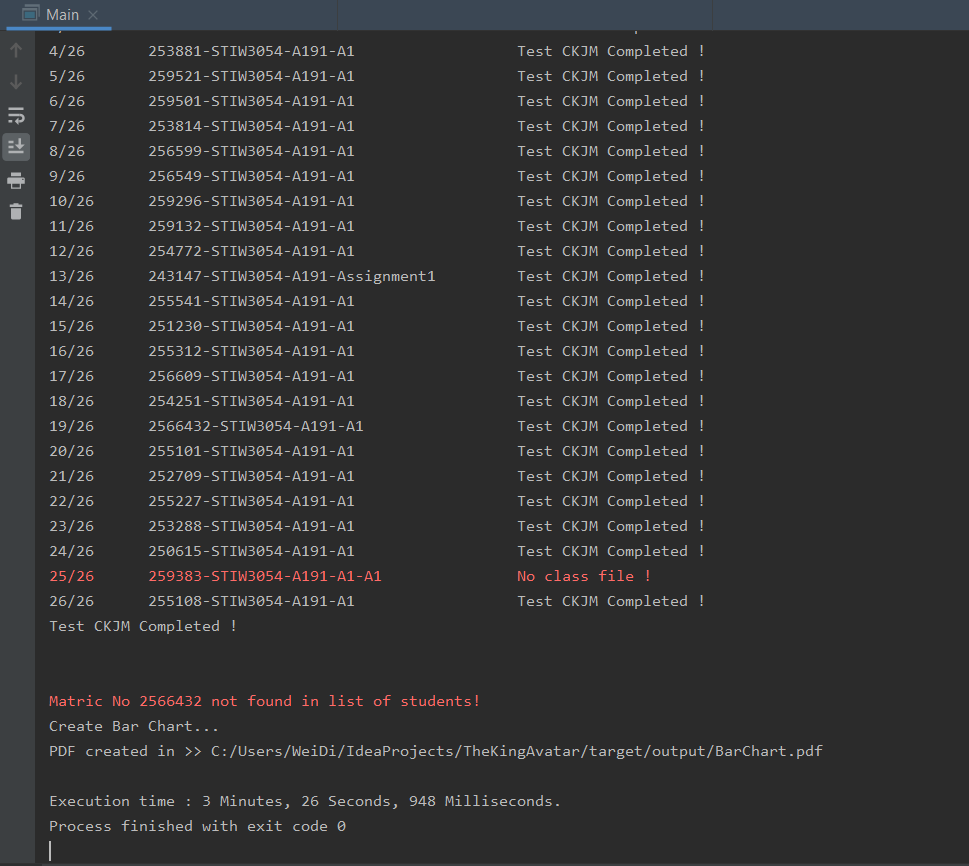 Main
4/26 253881-STIW3054-A191-A1 Test CKJM Completed !
5/26 259521-STIW3054-A191-A1 Test CKJM Completed !
6/26 259501-STIW3054-A191-A1 Test CKJM Completed !
7/26 253814-STIW3054-A191-A1 Test CKJM Completed !
8/26 256599-STIW3054-A191-A1 Test CKJM Completed !
9/26 256549-STIW3054-A191-A1 Test CKJM Completed !
10/26 259296-STIW3054-A191-A1 Test CKJM Completed !
11/26 259132-STIW3054-A191-A1 Test CKJM Completed !
12/26 254772-STIW3054-A191-A1 Test CKJM Completed !
13/26 243147-STIW3054-A191-Assignment1 Test CKJM Completed !
14/26 255541-STIW3054-A191-A1 Test CKJM Completed !
15/26 251230-STIW3054-A191-A1 Test CKJM Completed !
16/26 255312-STIW3054-A191-A1 Test CKJM Completed !
17/26 256609-STIW3054-A191-A1 Test CKJM Completed !
18/26 254251-STIW3054-A191-A1 Test CKJM Completed !
19/26 2566432-STIW3054-A191-A1 Test CKJM Completed !
20/26 255101-STIW3054-A191-A1 Test CKJM Completed !
21/26 252709-STIW3054-A191-A1 Test CKJM Completed !
22/26 255227-STIW3054-A191-A1 Test CKJM Completed !
23/26 253288-STIW3054-A191-A1 Test CKJM Completed !
24/26 250615-STIW3054-A191-A1 Test CKJM Completed !
25/26 259383-STIW3054-A191-A1-A1 No class file !
26/26 255108-STIW3054-A191-A1 Test CKJM Completed !
Test CKJM Completed !
Matric No 2566432 not found in list of students!
Create Bar Chart...
PDF created in >> C:/Users/WeiDi/IdeaProjects/TheKingAvatar/target/output/BarChart.pdf
Execution time : 3 Minutes, 26 Seconds, 948 Milliseconds.
Process finished with exit code 0